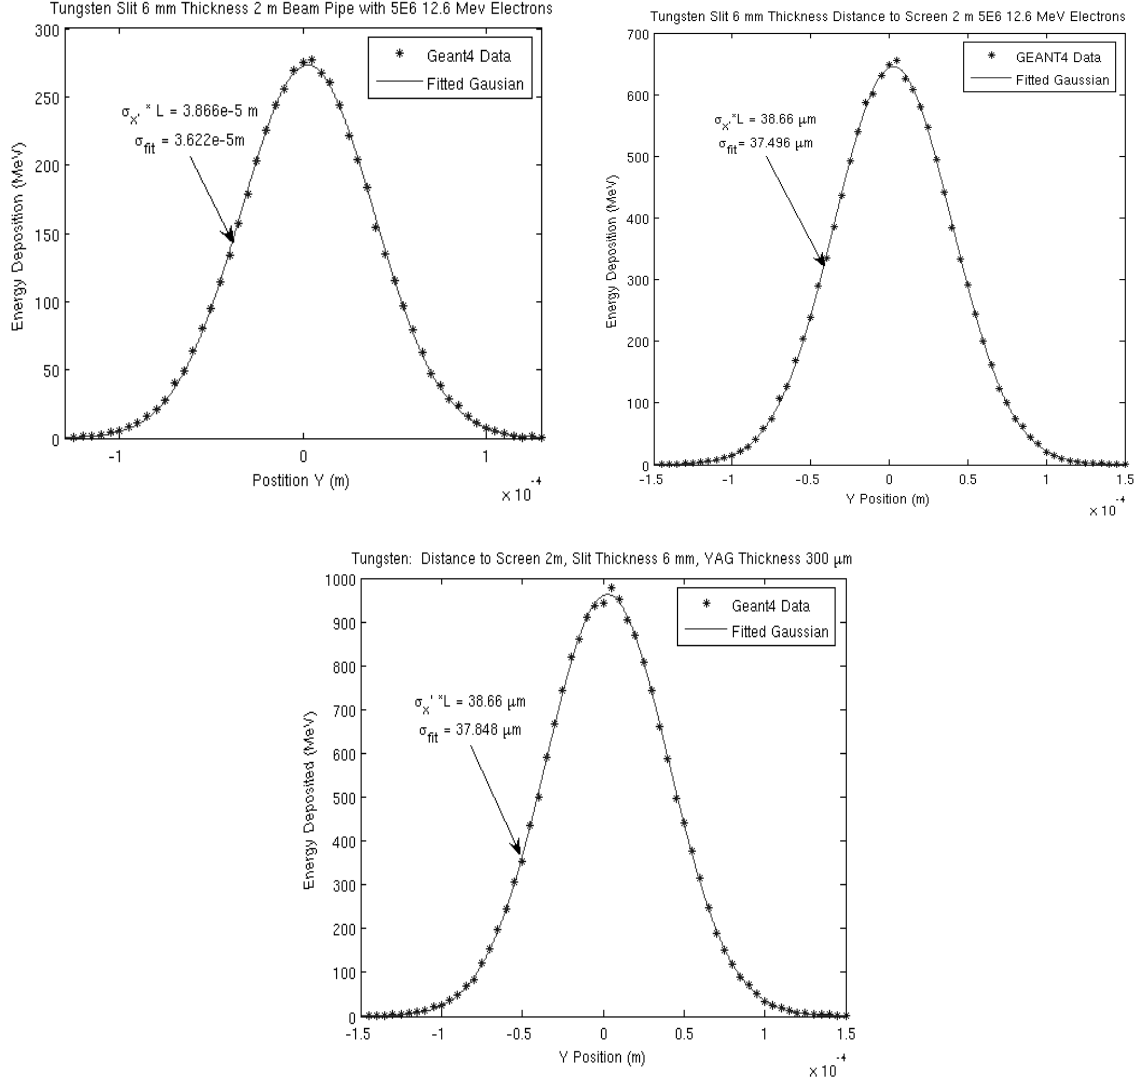 Tungsten Slit 6 mm Thickness 2 m Beam Pipe with 5E6 12.6 Mev Electrons
300
250
200
150
100
50
0
Energy Deposition (MeV)
Geant4 Data
Fitted Gausian
σx' * L = 3.866e-5 m
σfit = 3.622e-5m
-1
0
1
Postition Y (m)
x 10^-4
Tungsten Slit 6 mm Thickness Distance to Screen 2 m 5E6 12.6 MeV Electrons
700
600
500
400
300
200
100
0
Energy Deposition (MeV)
GEANT4 Data
Fitted Gaussian
σx'*L = 38.66 μm
σfit= 37.496 μm
-1.5
-1
-0.5
0
0.5
1
1.5
Y Position (m)
x 10^-4
Tungsten: Distance to Screen 2m, Slit Thickness 6 mm, YAG Thickness 300 μm
1000
900
800
700
600
500
400
300
200
100
0
Energy Deposited (MeV)
Geant4 Data
Fitted Gaussian
σx' *L = 38.66 μm
σfit = 37.848 μm
-1.5
-1
-0.5
0
0.5
1
1.5
Y Position (m)
x 10^-4